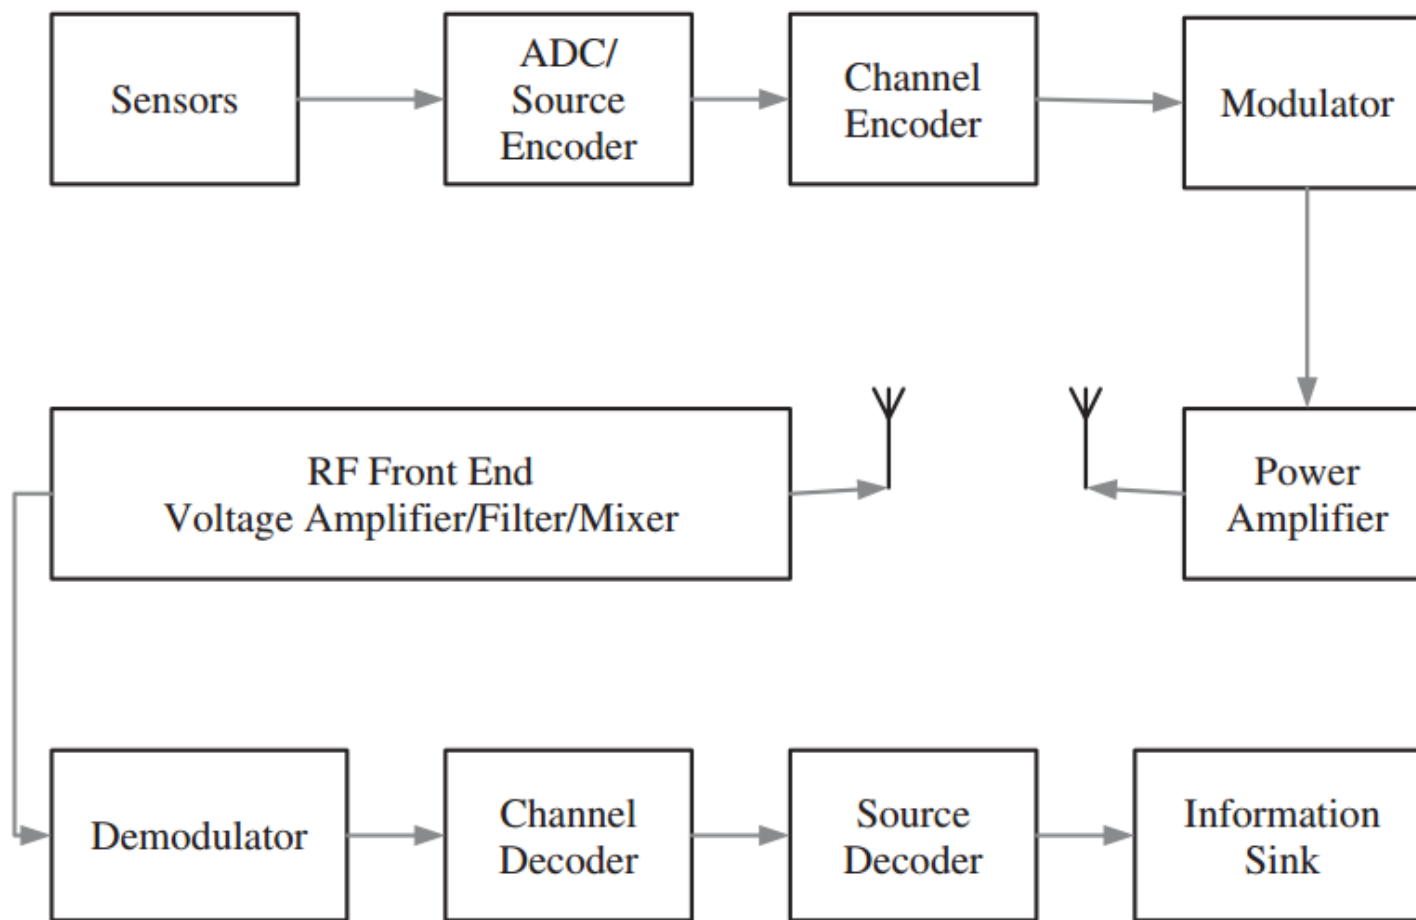 Sensors
ADC/
Source
Encoder
Channel
Encoder
Modulator
RF Front End
Voltage Amplifier/Filter/Mixer
Power
Amplifier
Demodulator
Channel
Decoder
Source
Decoder
Information
Sink